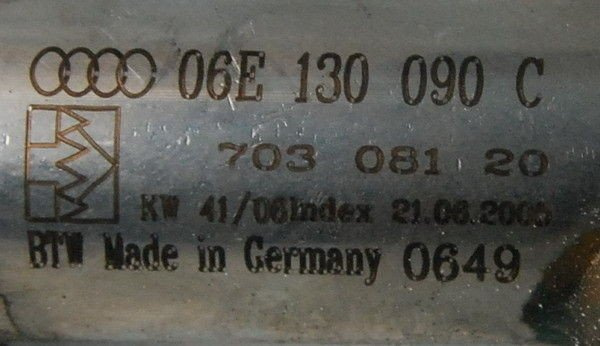 06E 130 090 C
703 081 20
KW 41/06Index 21.06.2006
BTW Made in Germany 0649